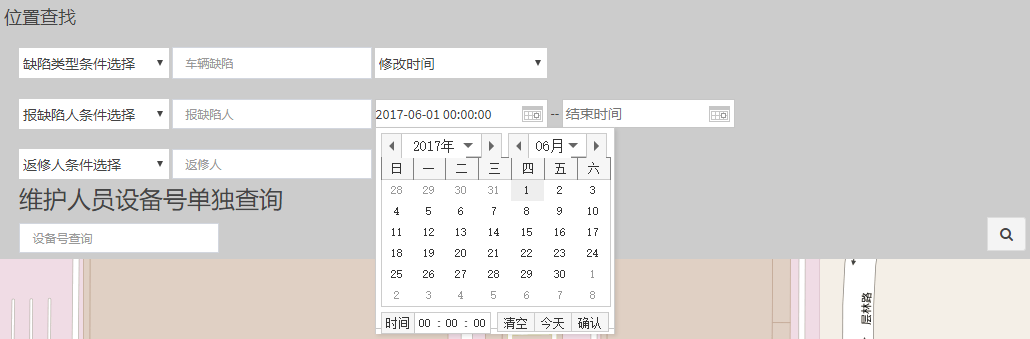 位置查找
缺陷类型条件选择 车辆缺陷 修改时间
报缺陷人条件选择 报缺陷人 2017-06-01 00:00:00 -- 结束时间
返修人条件选择 返修人
维护人员设备号单独查询
设备号查询
2017年 06月
日 一 二 三 四 五 六
28 29 30 31 1 2 3
4 5 6 7 8 9 10
11 12 13 14 15 16 17
18 19 20 21 22 23 24
25 26 27 28 29 30 1
2 3 4 5 6 7 8
时间 00 : 00 : 00 清空 今天 确认
层林路